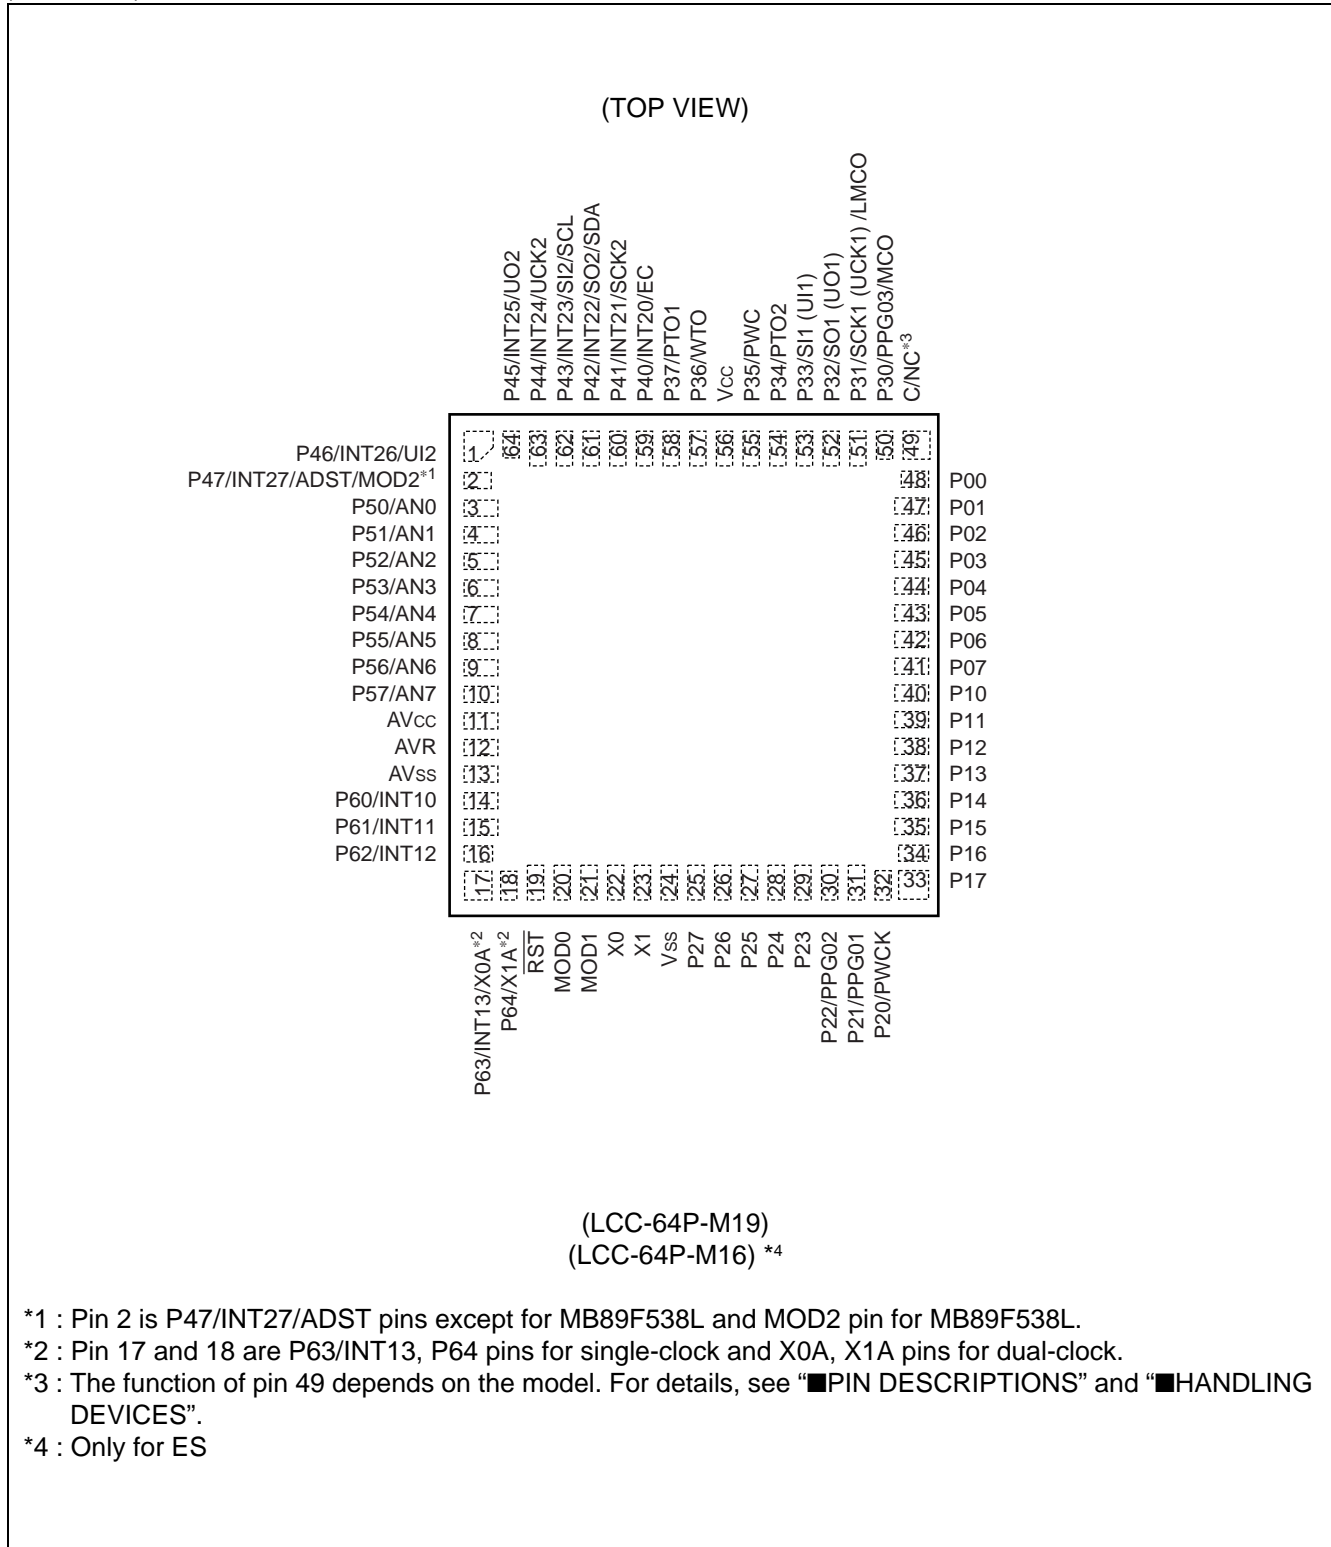 (TOP VIEW)
P45/INT25/UO2
P44/INT24/UCK2
P43/INT23/SI2/SCL
P42/INT22/SO2/SDA
P41/INT21/SCK2
P40/INT20/EC
P37/PTO1
P36/WTO
Vcc
P35/PWC
P34/PTO2
P33/SI1 (UI1)
P32/SO1 (UO1)
P31/SCK1 (UCK1) /LMCO
P30/PPG03/MCO
C/NC*3
64 63 62 61 60 59 58 57 56 55 54 53 52 51 50 49
P46/INT26/UI2 1
P47/INT27/ADST/MOD2*1 2
P50/AN0 3
P51/AN1 4
P52/AN2 5
P53/AN3 6
P54/AN4 7
P55/AN5 8
P56/AN6 9
P57/AN7 10
AVcc 11
AVR 12
AVss 13
P60/INT10 14
P61/INT11 15
P62/INT12 16
48 P00
47 P01
46 P02
45 P03
44 P04
43 P05
42 P06
41 P07
40 P10
39 P11
38 P12
37 P13
36 P14
35 P15
34 P16
33 P17
17 18 19 20 21 22 23 24 25 26 27 28 29 30 31 32
P63/INT13/X0A*2
P64/X1A*2
RST
MOD0
MOD1
X0
X1
Vss
P27
P26
P25
P24
P23
P22/PPG02
P21/PPG01
P20/PWCK
(LCC-64P-M19)
(LCC-64P-M16) *4
*1 : Pin 2 is P47/INT27/ADST pins except for MB89F538L and MOD2 pin for MB89F538L.
*2 : Pin 17 and 18 are P63/INT13, P64 pins for single-clock and X0A, X1A pins for dual-clock.
*3 : The function of pin 49 depends on the model. For details, see “■PIN DESCRIPTIONS” and “■HANDLING
DEVICES”.
*4 : Only for ES